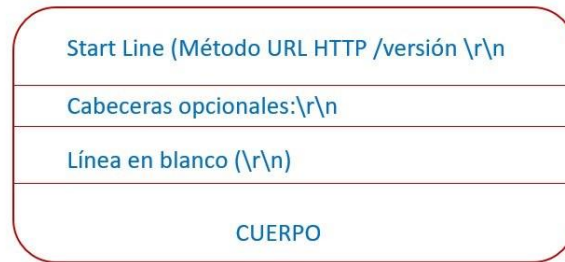 Start Line (Método URL HTTP /versión \r\n
Cabeceras opcionales:\r\n
Línea en blanco (\r\n)
CUERPO